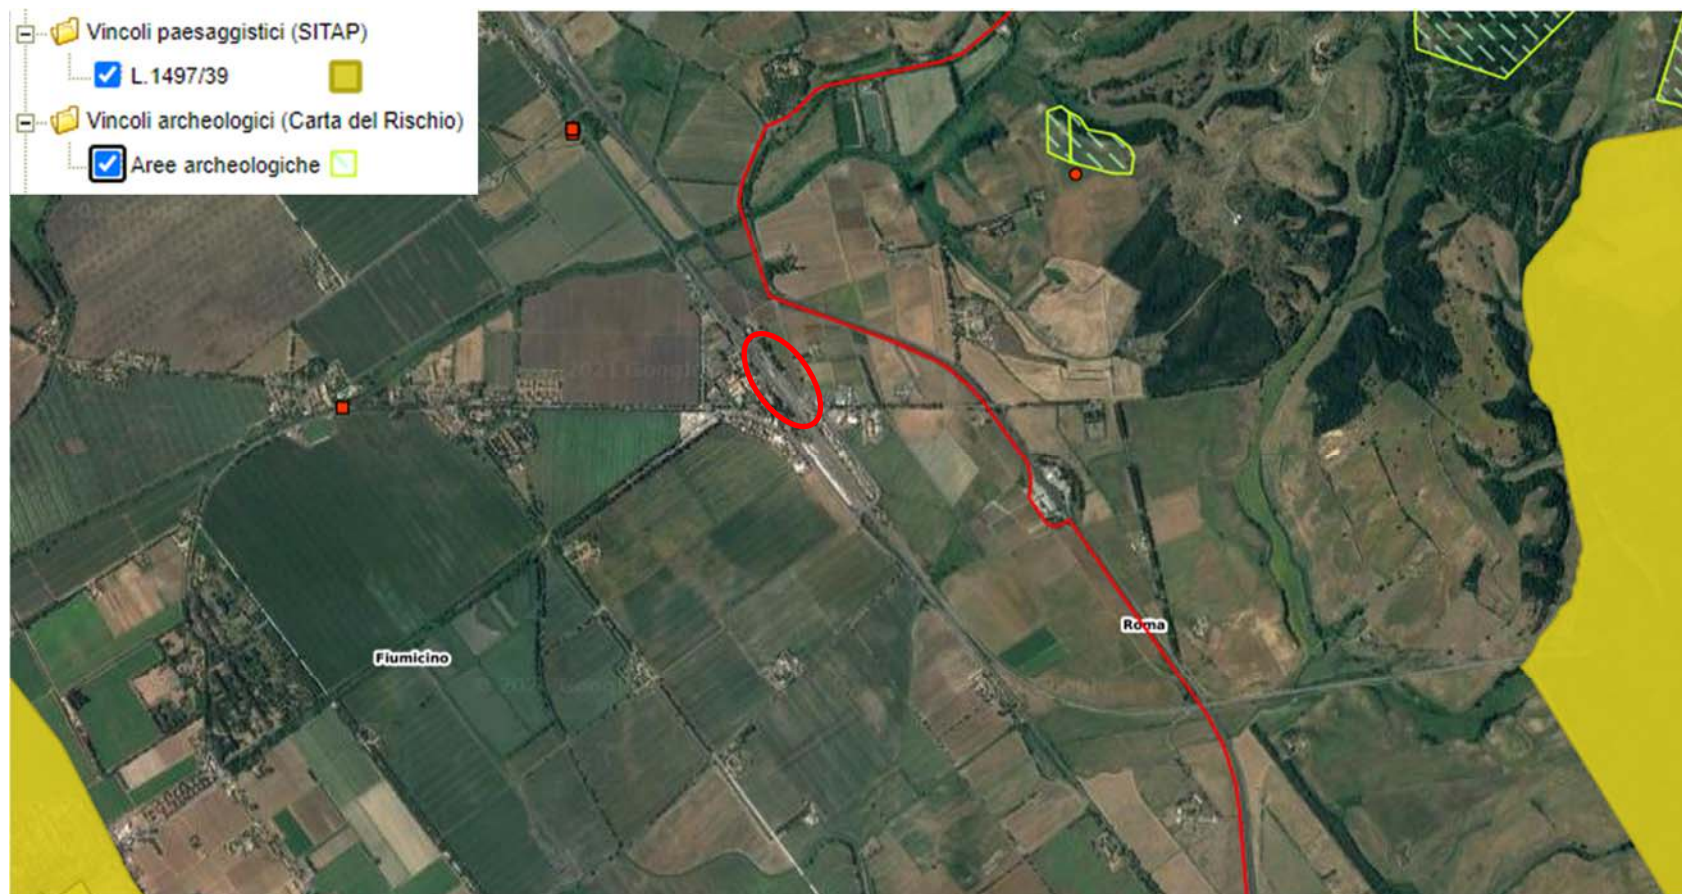 Vincoli paesaggistici (SITAP)
L.1497/39
Vincoli archeologici (Carta del Rischio)
Aree archeologiche
Roma
Fiumicino